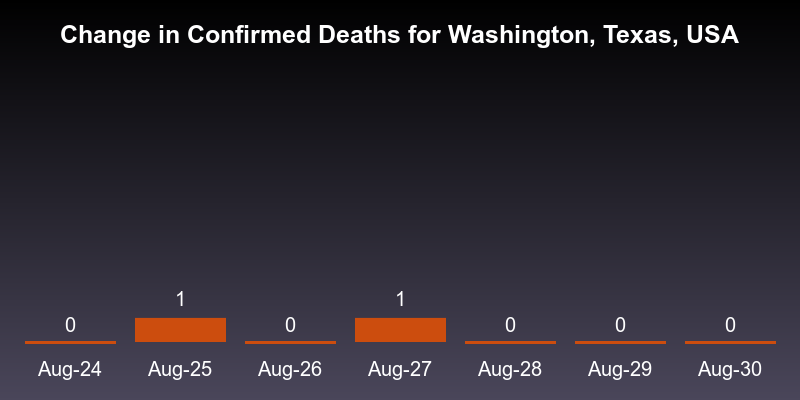 Change in Confirmed Deaths for Washington, Texas, USA
0 1 0 1 0 0 0
Aug-24 Aug-25 Aug-26 Aug-27 Aug-28 Aug-29 Aug-30